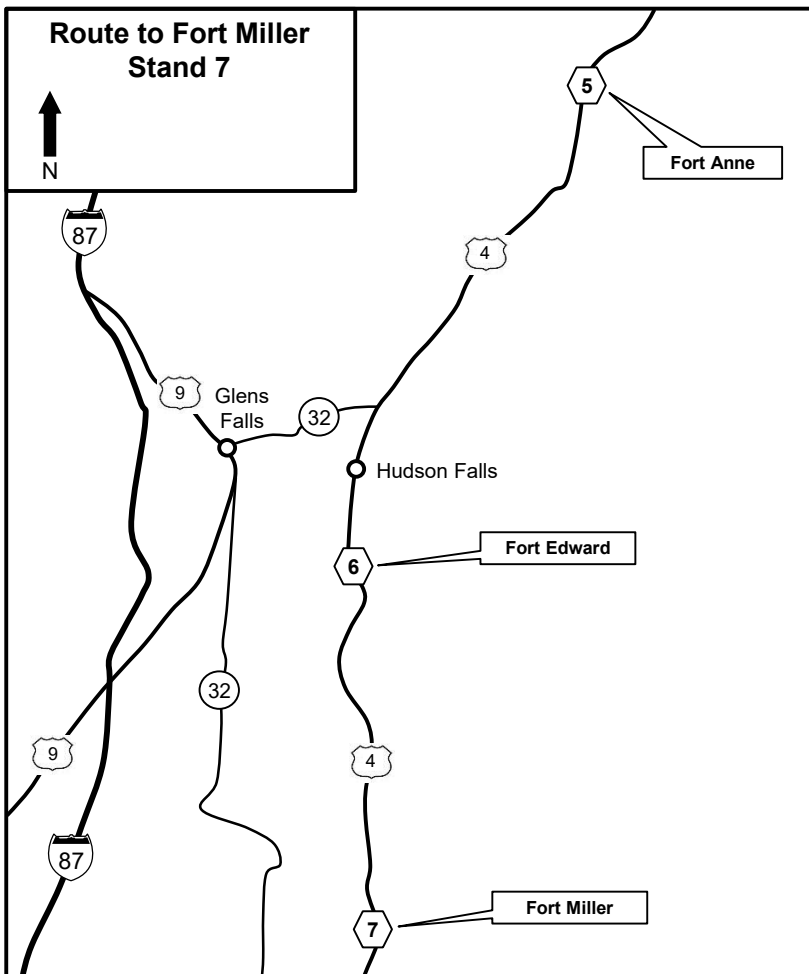 Route to Fort Miller
Stand 7
N
5
Fort Anne
87
4
9
Glens
Falls
32
Hudson Falls
6
Fort Edward
32
9
4
87
7
Fort Miller